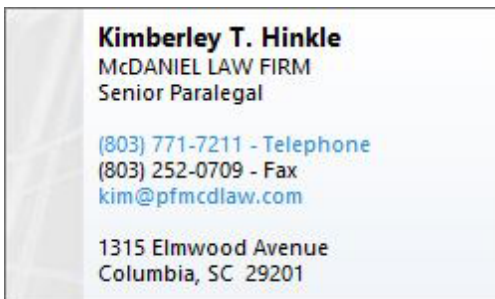 Kimberley T. Hinkle
McDANIEL LAW FIRM
Senior Paralegal
(803) 771-7211 - Telephone
(803) 252-0709 - Fax
kim@pfmcdlaw.com
1315 Elmwood Avenue
Columbia, SC  29201